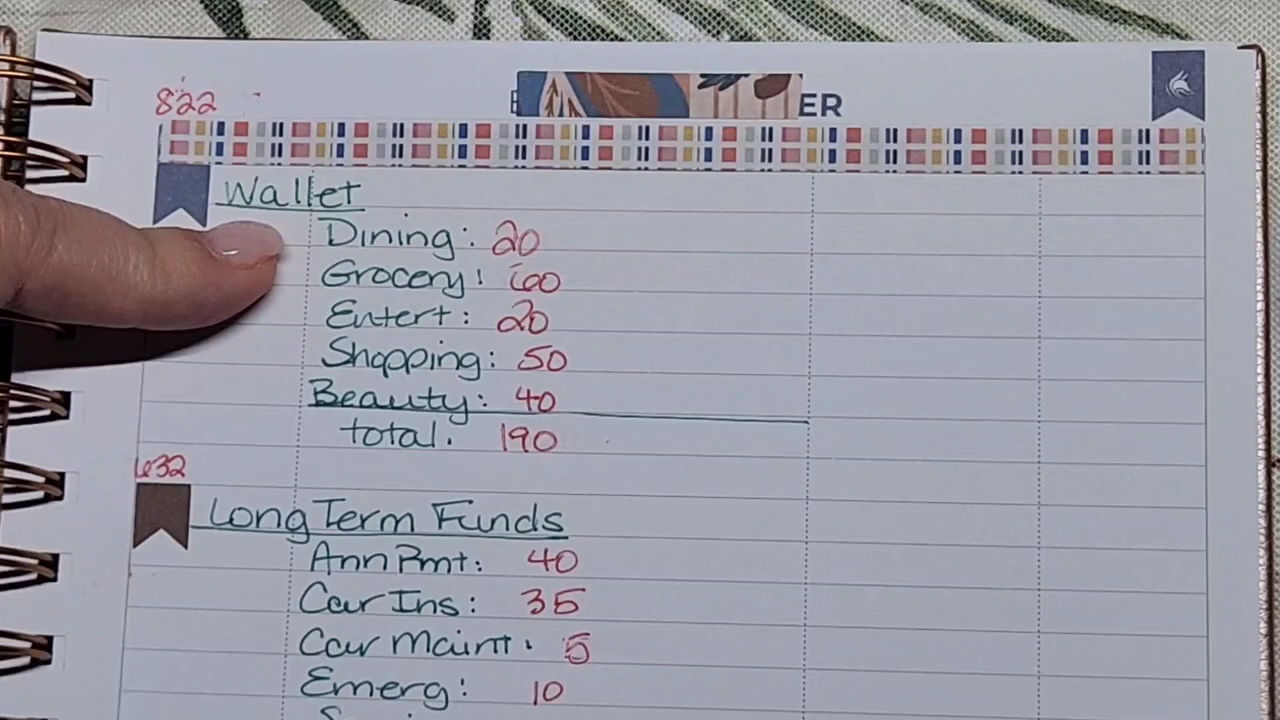 822
ER
Wallet
Dining: 20
Grocery: 60
Entert: 20
Shopping: 50
Beauty: 40
total. 190
632
Long Term Funds
Ann Pmt: 40
Car Ins: 35
Car Maint. 5
Emerg: 10